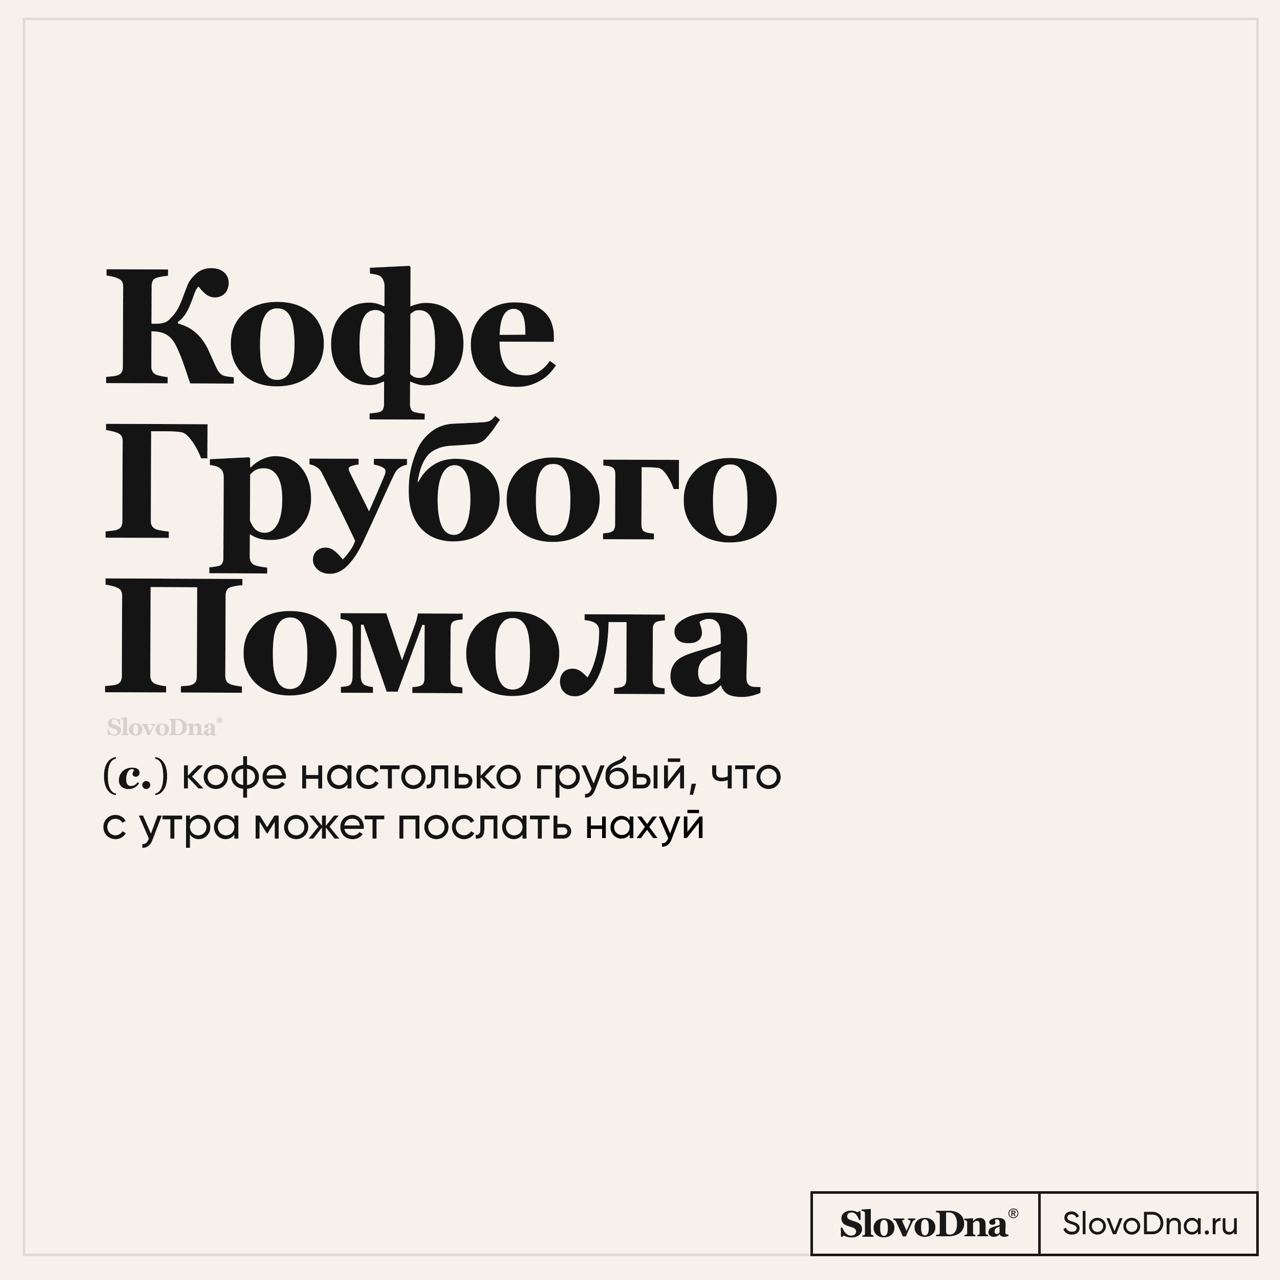 Кофе
Грубого
Помола
SlovoDna®
(с.) кофе настолько грубый, что
с утра может послать нахуй
SlovoDna® SlovoDna.ru